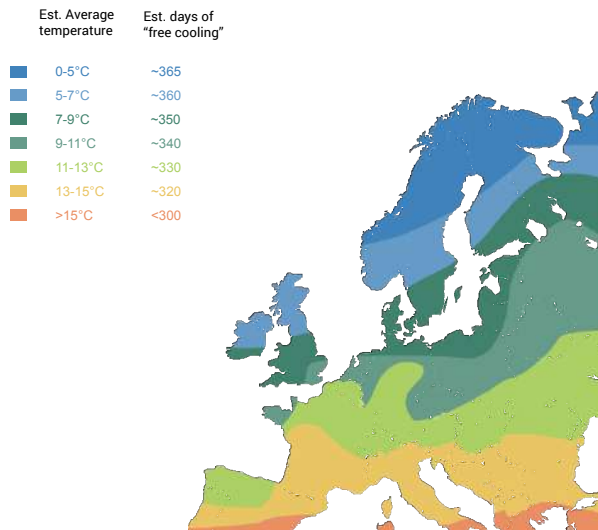 Est. Average temperature
Est. days of "free cooling"
0-5°C ~365
5-7°C ~360
7-9°C ~350
9-11°C ~340
11-13°C ~330
13-15°C ~320
>15°C <300